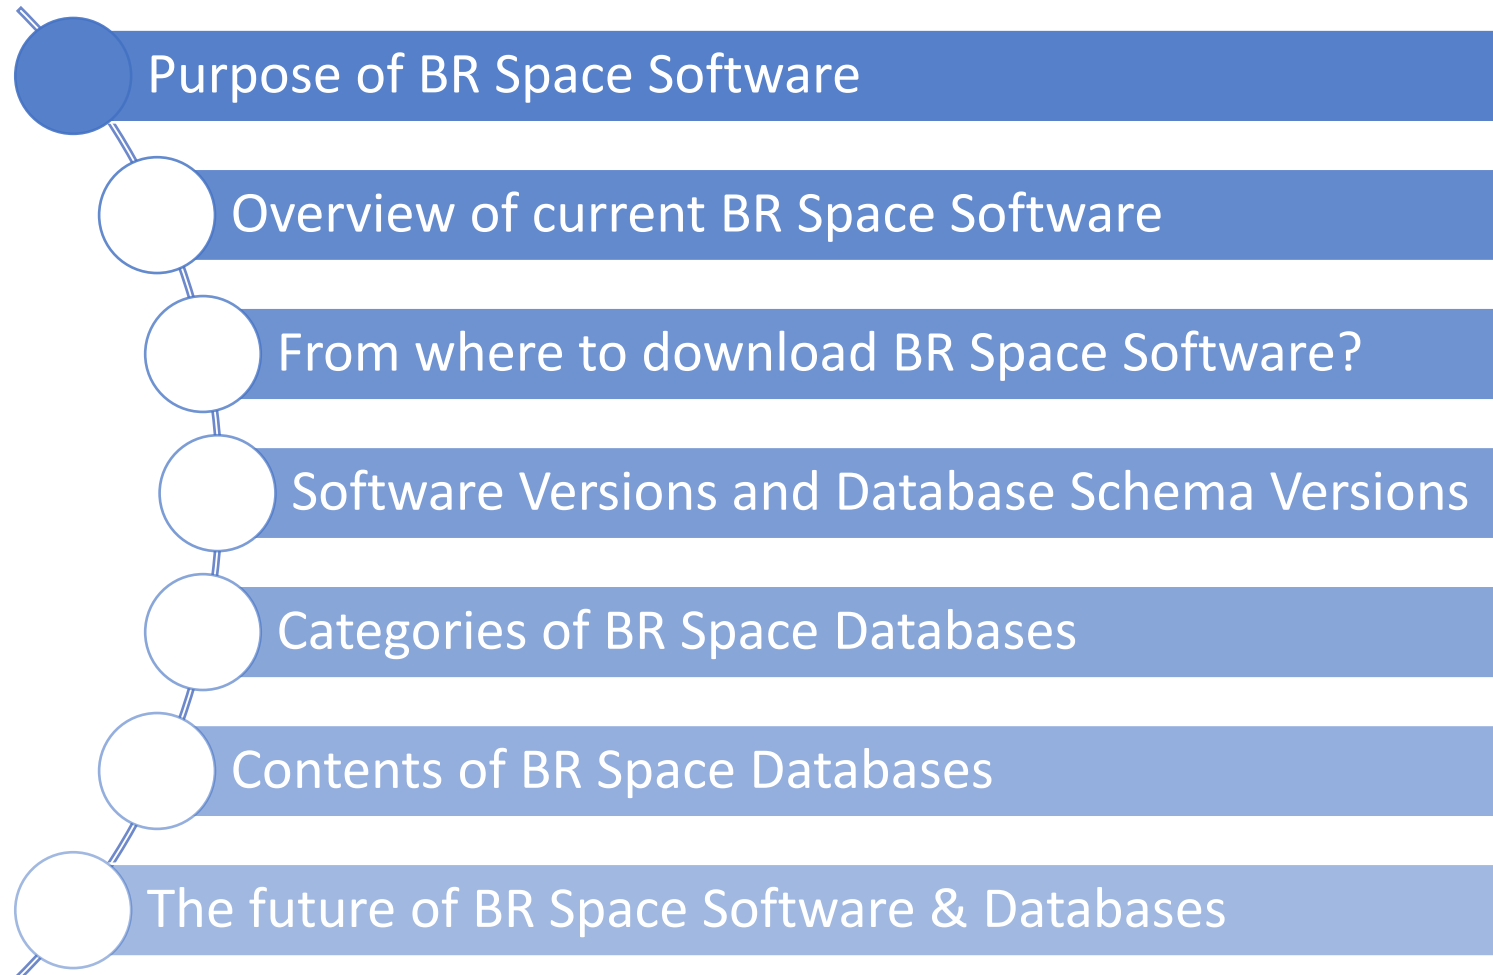 Purpose of BR Space Software
Overview of current BR Space Software
From where to download BR Space Software?
Software Versions and Database Schema Versions
Categories of BR Space Databases
Contents of BR Space Databases
The future of BR Space Software & Databases